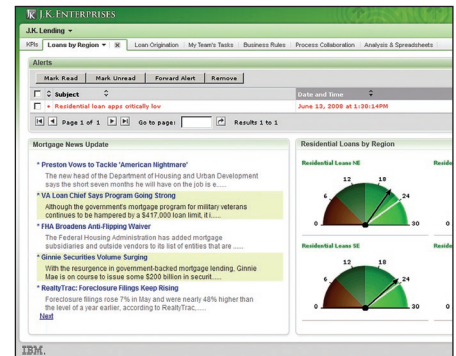 J.K. ENTERPRISES
J.K. Lending
KPIs Loans by Region Loan Origination My Team's Tasks Business Rules Process Collaboration Analysis & Spreadsheets
Alerts
Mark Read Mark Unread Forward Alert Remove
Subject Date and Time
• Residential loan apps critically low June 13, 2008 at 1:30:14PM
Page 1 of 1 Go to page: Results 1 to 1
Mortgage News Update
* Preston Vows to Tackle 'American Nightmare'
The new head of the Department of Housing and Urban Development
says the short seven months he will have on the job is e.....
* VA Loan Chief Says Program Going Strong
Although the government's mortgage program for military veterans
continues to be hampered by a $417,000 loan limit, it i.....
* FHA Broadens Anti-Flipping Waiver
The Federal Housing Administration has added mortgage
subsidiaries and outside vendors to its list of entities that are ......
* Ginnie Securities Volume Surging
With the resurgence in government-backed mortgage lending, Ginnie
Mae is on course to issue some $200 billion in securit.....
* RealtyTrac: Foreclosure Filings Keep Rising
Foreclosure filings rose 7% in May and were nearly 48% higher than
the level of a year earlier, according to RealtyTrac,......
Next
Residential Loans by Region
Residential Loans NE
12 18
6 24
0 30
Residential Loans SE
12 18
6 24
0 30
IBM.